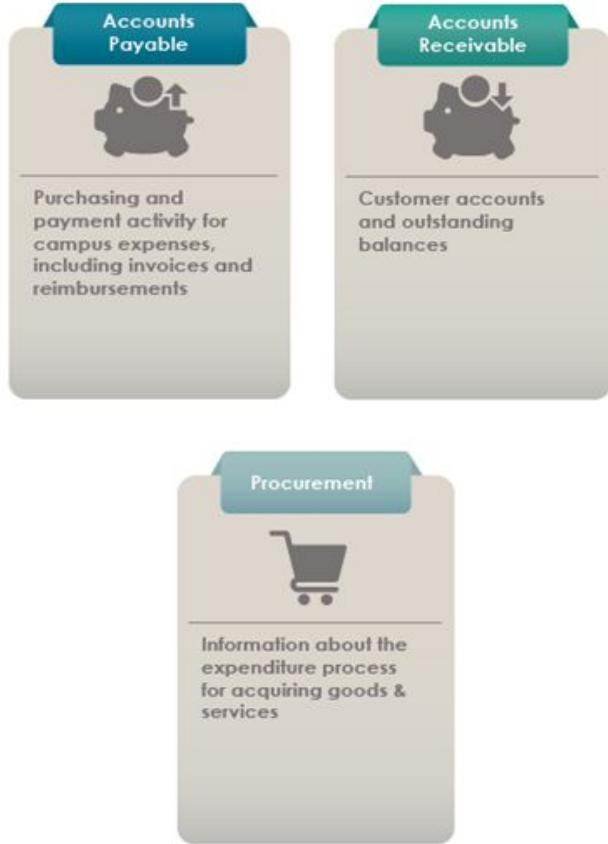 Accounts
Payable
Purchasing and
payment activity for
campus expenses,
including invoices and
reimbursements
Accounts
Receivable
Customer accounts
and outstanding
balances
Procurement
Information about the
expenditure process
for acquiring goods &
services